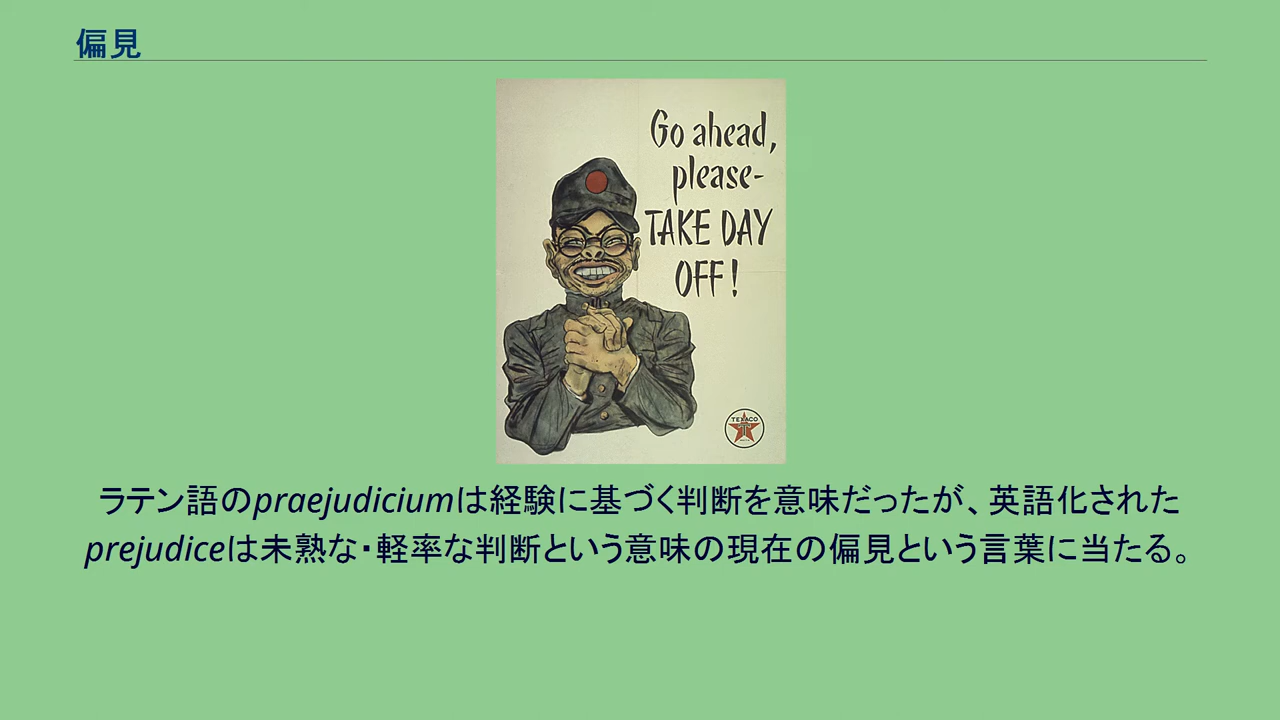 偏見
Go ahead,
please-
TAKE DAY
OFF!
TEXACO
T
ラテン語のpraejudiciumは経験に基づく判断を意味だったが、英語化された
prejudiceは未熟な・軽率な判断という意味の現在の偏見という言葉に当たる。